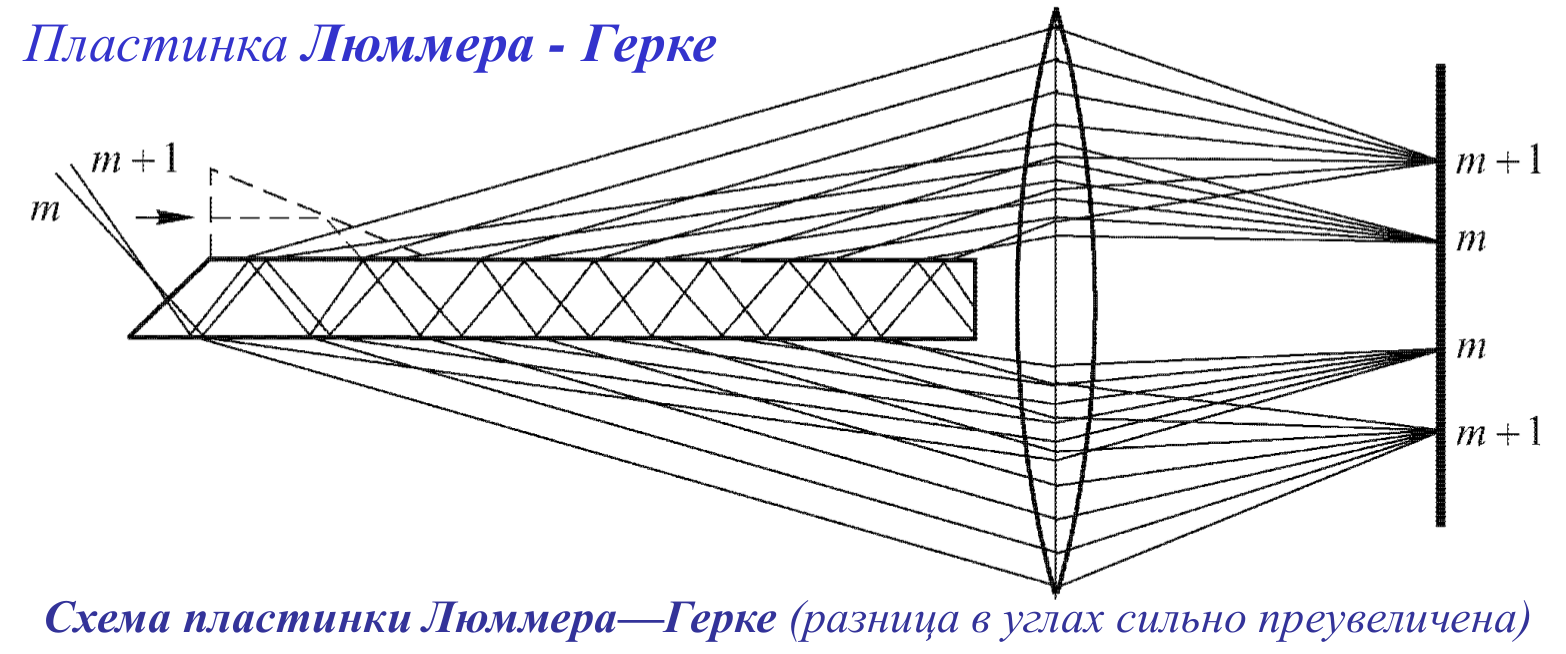 Пластинка Люммера - Герке
m + 1
m
m + 1
m
m
m + 1
Схема пластинки Люммера—Герке (разница в углах сильно преувеличена)